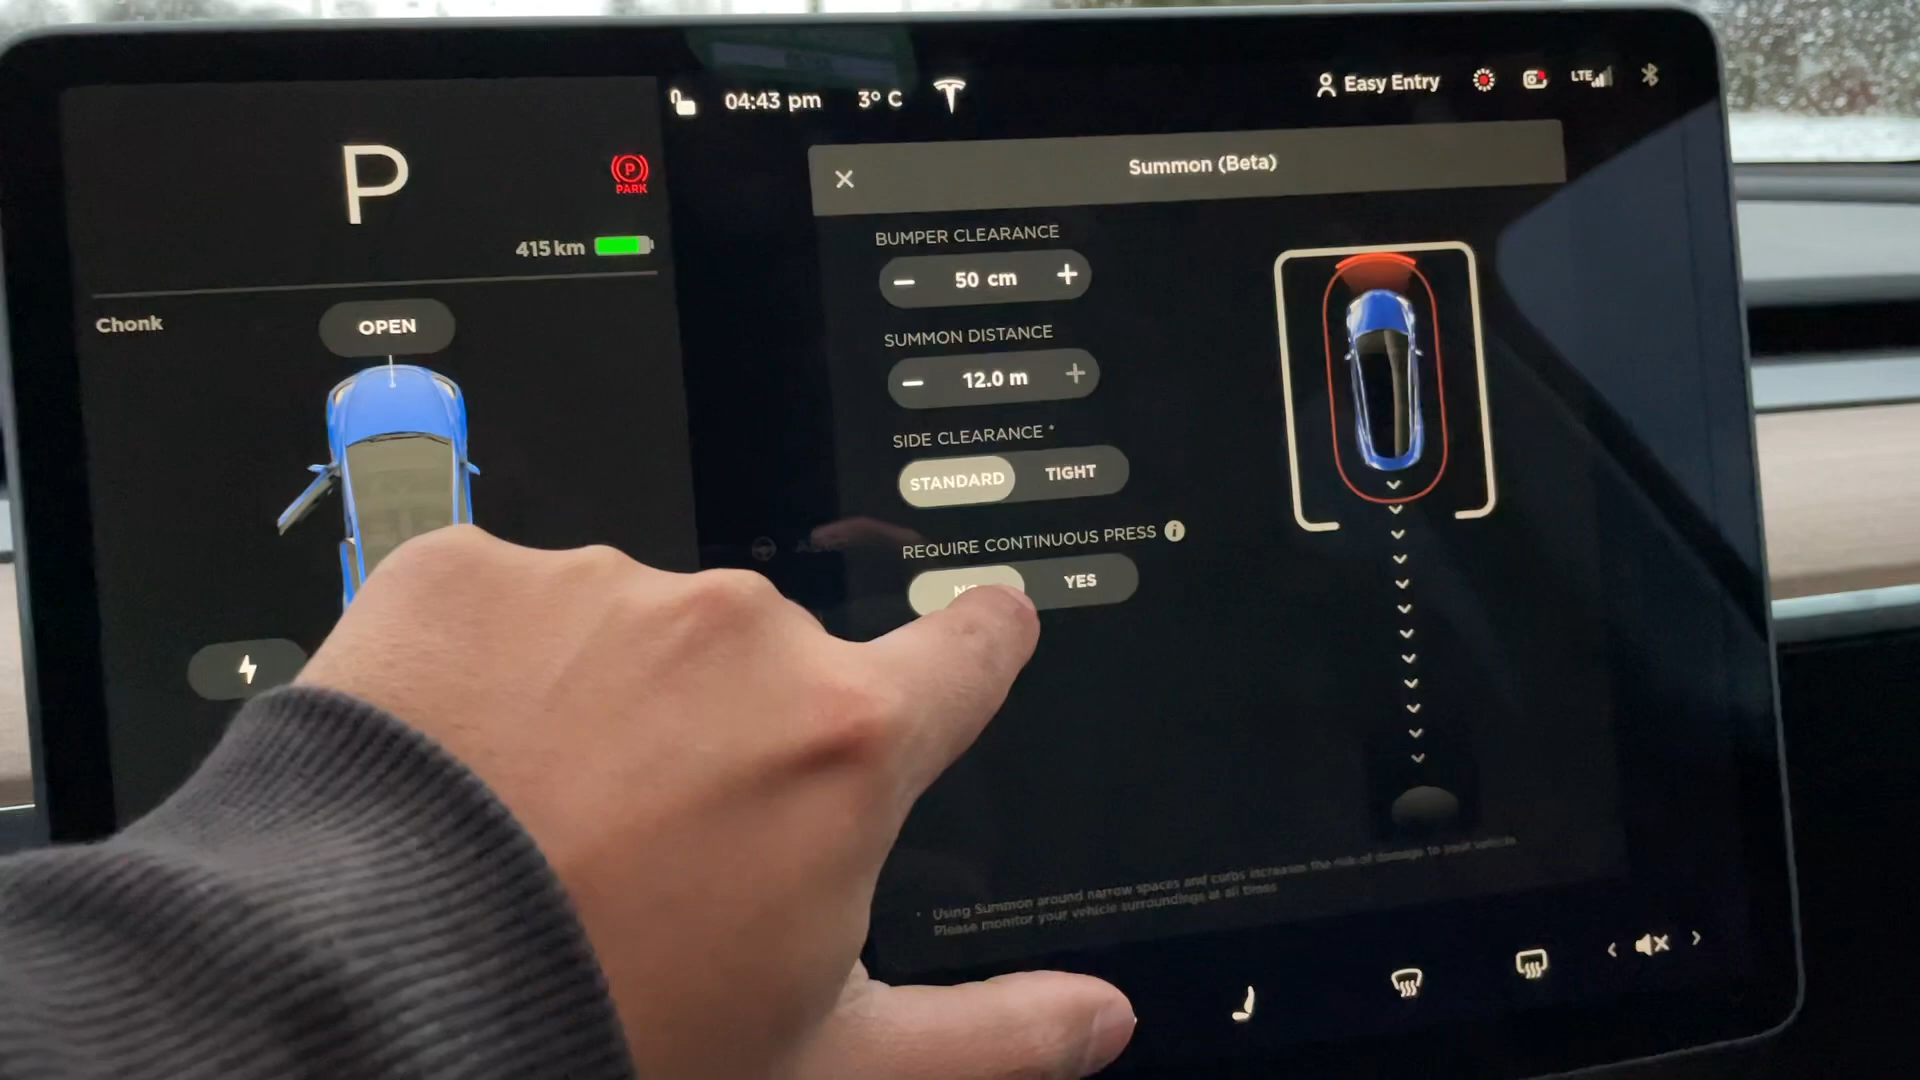 04:43 pm 3° C
Easy Entry LTE
P
P
PARK
415 km
Chonk
OPEN
Summon (Beta)
BUMPER CLEARANCE
− 50 cm +
SUMMON DISTANCE
− 12.0 m +
SIDE CLEARANCE *
STANDARD TIGHT
REQUIRE CONTINUOUS PRESS i
YES
* Using Summon around narrow spaces and curbs increases the risk of damage to your vehicle.
Please monitor your vehicle surroundings at all times